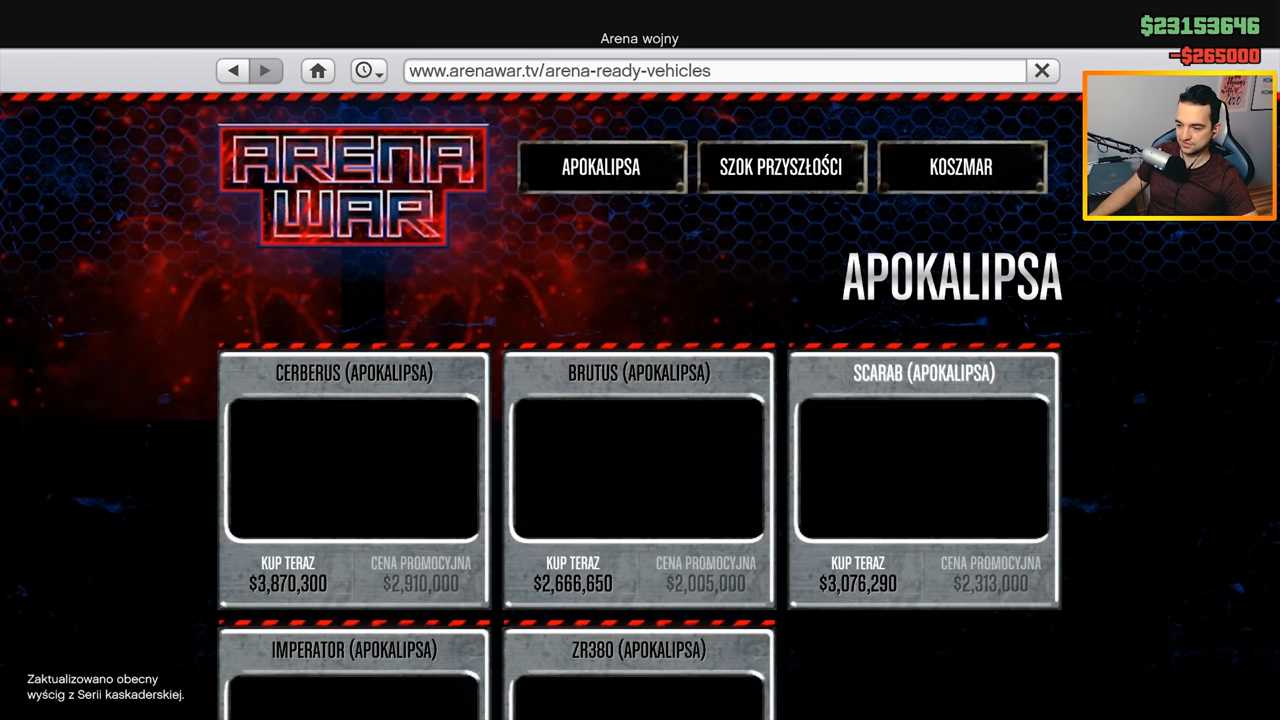 $23153646
Arena wojny
-$265000
www.arenawar.tv/arena-ready-vehicles
ARENA
WAR
APOKALIPSA
SZOK PRZYSZŁOŚCI
KOSZMAR
APOKALIPSA
CERBERUS (APOKALIPSA)
BRUTUS (APOKALIPSA)
SCARAB (APOKALIPSA)
KUP TERAZ
CENA PROMOCYJNA
$3,870,300
$2,910,000
KUP TERAZ
CENA PROMOCYJNA
$2,666,650
$2,005,000
KUP TERAZ
CENA PROMOCYJNA
$3,076,290
$2,313,000
IMPERATOR (APOKALIPSA)
ZR380 (APOKALIPSA)
Zaktualizowano obecny
wyścig z Serii kaskaderskiej.